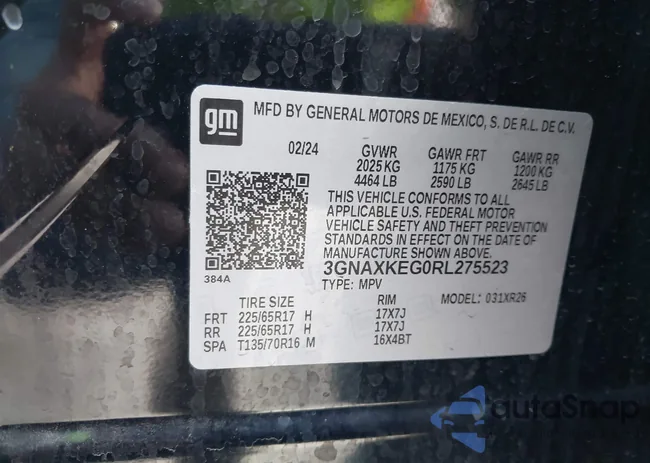 gm
MFD BY GENERAL MOTORS DE MEXICO, S. DE R.L. DE C.V.
02/24 GVWR GAWR FRT GAWR RR
2025 KG 1175 KG 1200 KG
4464 LB 2590 LB 2645 LB
THIS VEHICLE CONFORMS TO ALL
APPLICABLE U.S. FEDERAL MOTOR
VEHICLE SAFETY AND THEFT PREVENTION
STANDARDS IN EFFECT ON THE DATE OF
MANUFACTURE SHOWN ABOVE.
3GNAXKEG0RL275523
384A
TYPE: MPV MODEL: 031XR26
TIRE SIZE RIM
FRT 225/65R17 H 17X7J
RR 225/65R17 H 17X7J
SPA T135/70R16 M 16X4BT
autoSnap